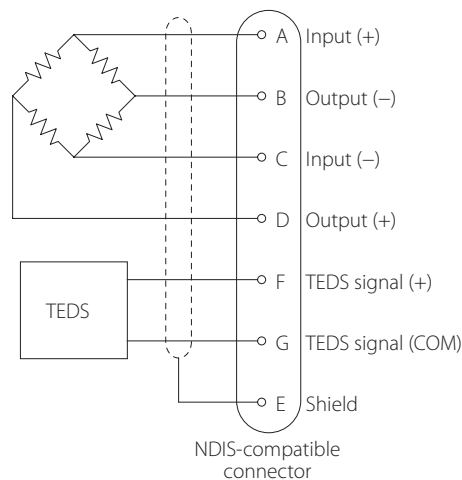 A Input (+)
B Output (−)
C Input (−)
D Output (+)
F TEDS signal (+)
TEDS
G TEDS signal (COM)
E Shield
NDIS-compatible
connector